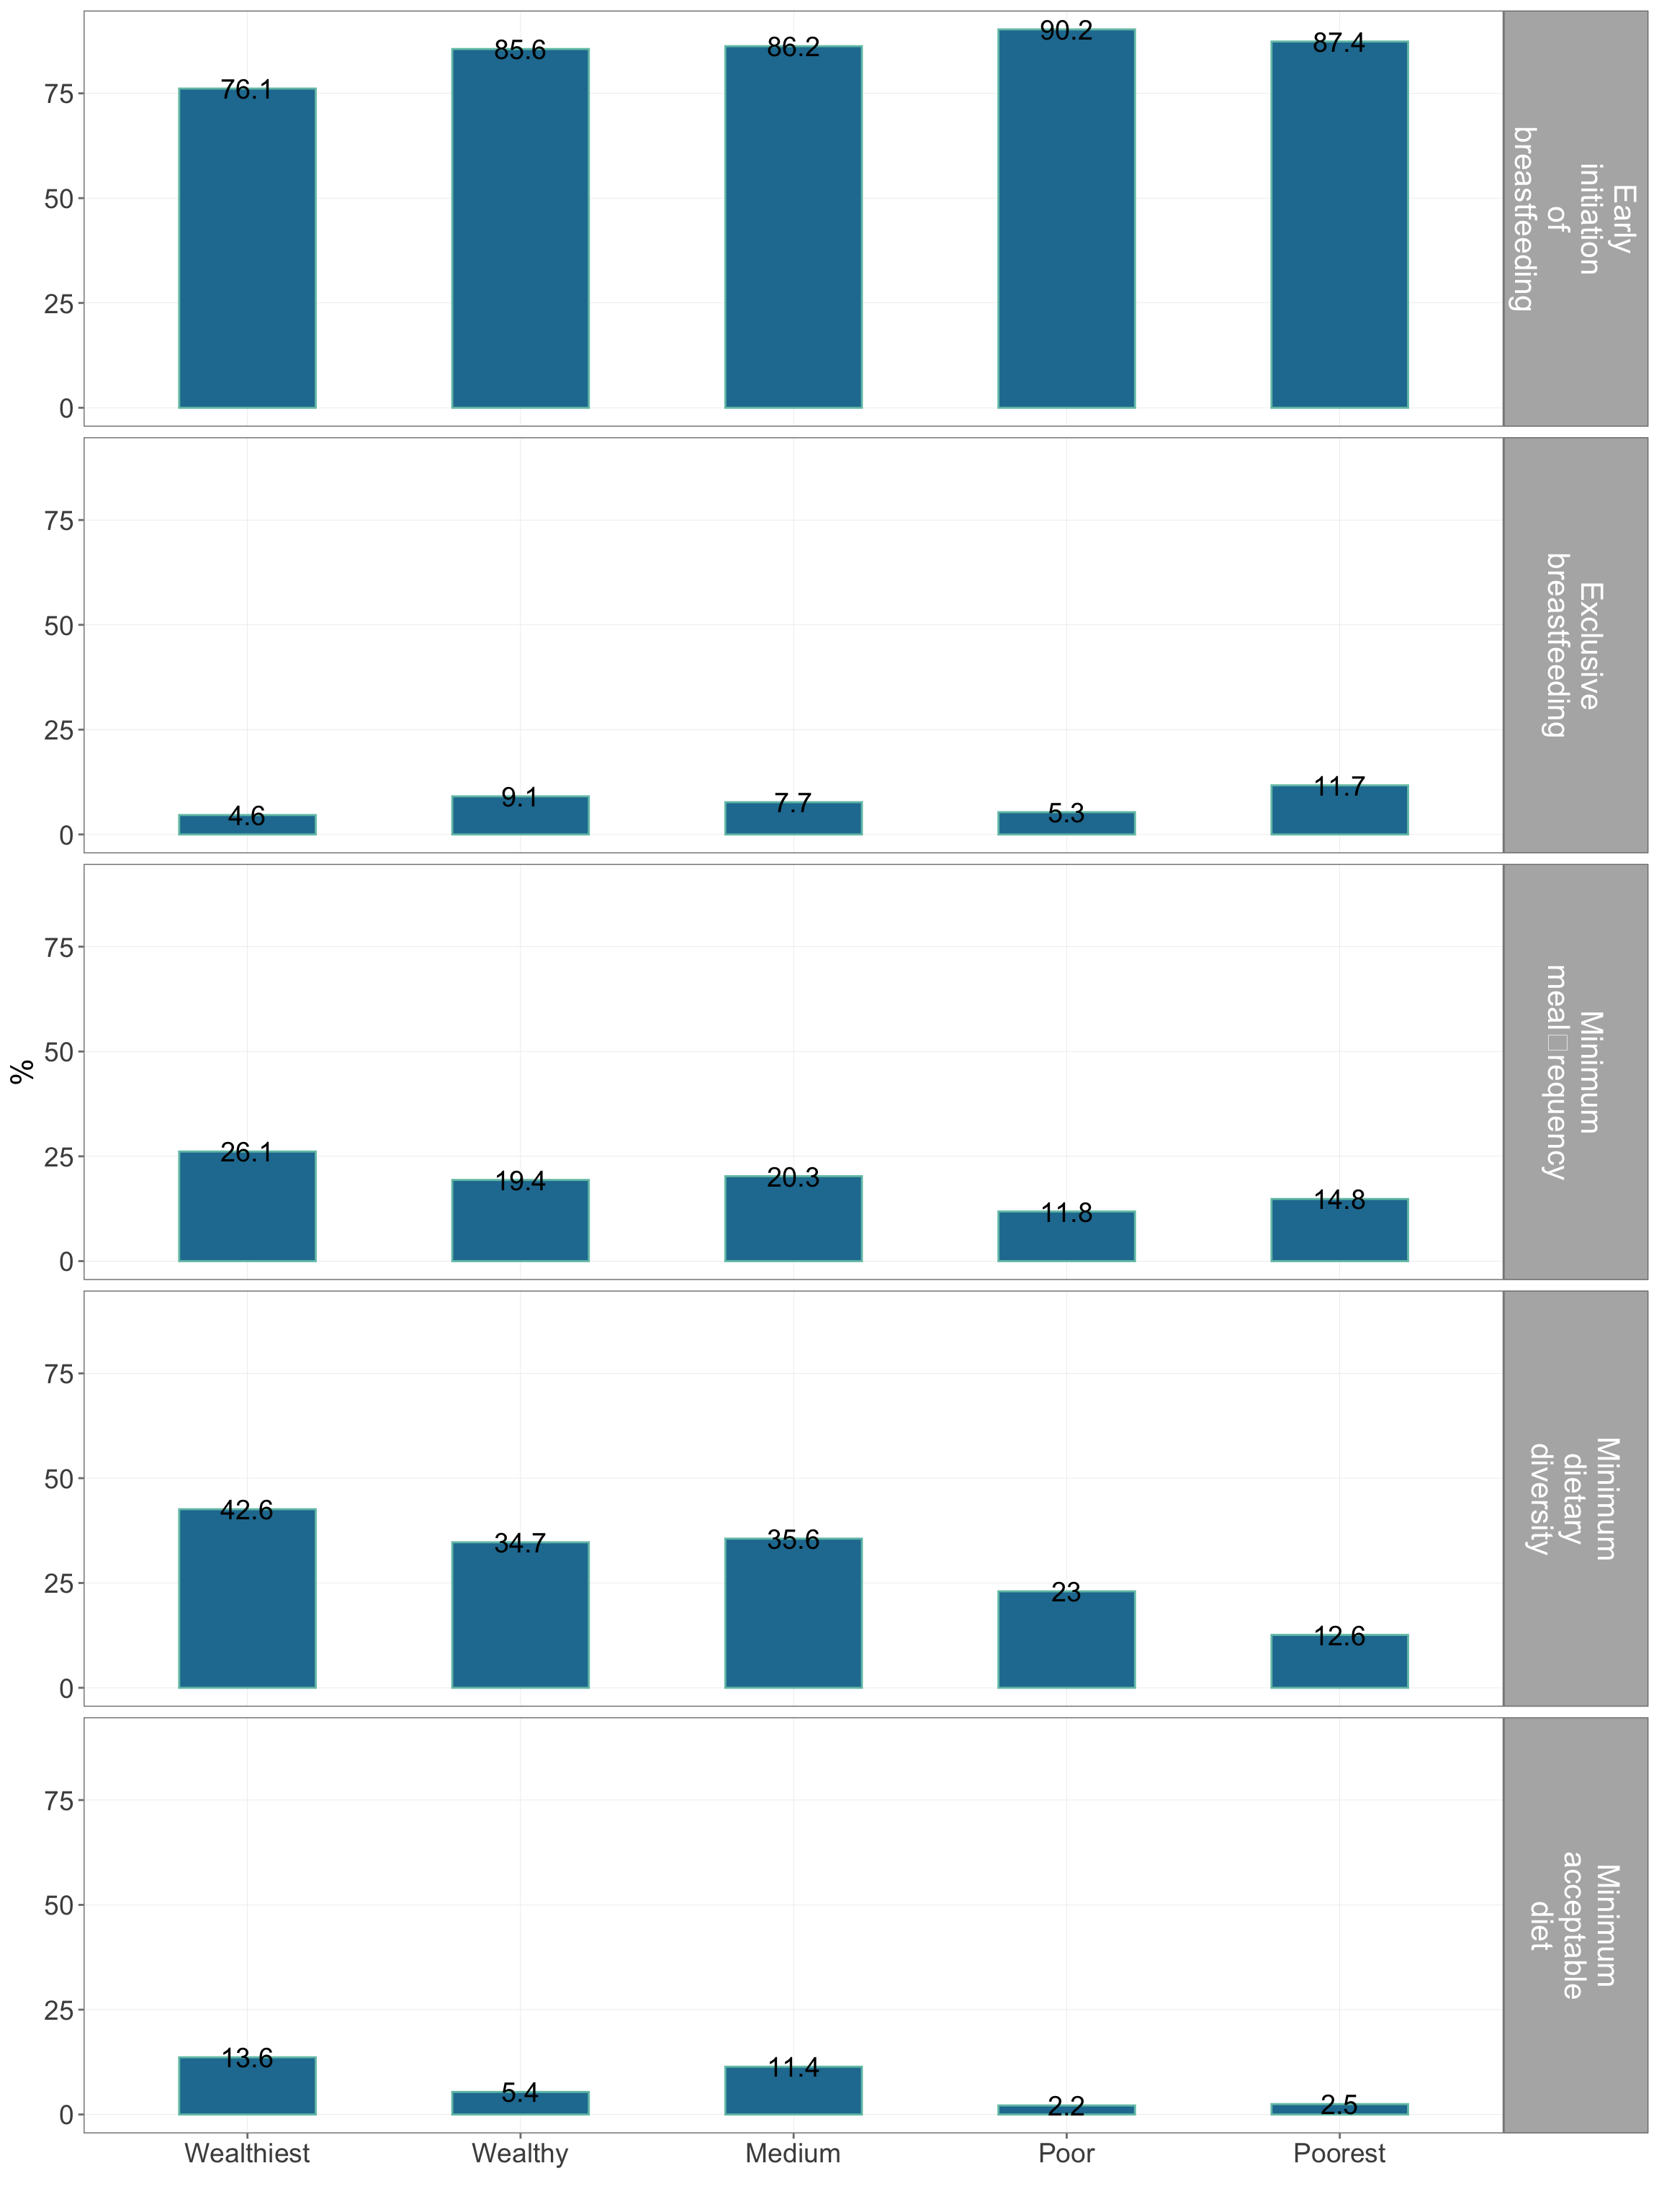 76.1
85.6
86.2
90.2
87.4
75
50
25
0
Early
initiation
of
breastfeeding
4.6
9.1
7.7
5.3
11.7
75
50
25
0
Exclusive
breastfeeding
26.1
19.4
20.3
11.8
14.8
75
50
25
0
Minimum
meal□requency
42.6
34.7
35.6
23
12.6
75
50
25
0
Minimum
dietary
diversity
13.6
5.4
11.4
2.2
2.5
75
50
25
0
Minimum
acceptable
diet
%
Wealthiest
Wealthy
Medium
Poor
Poorest